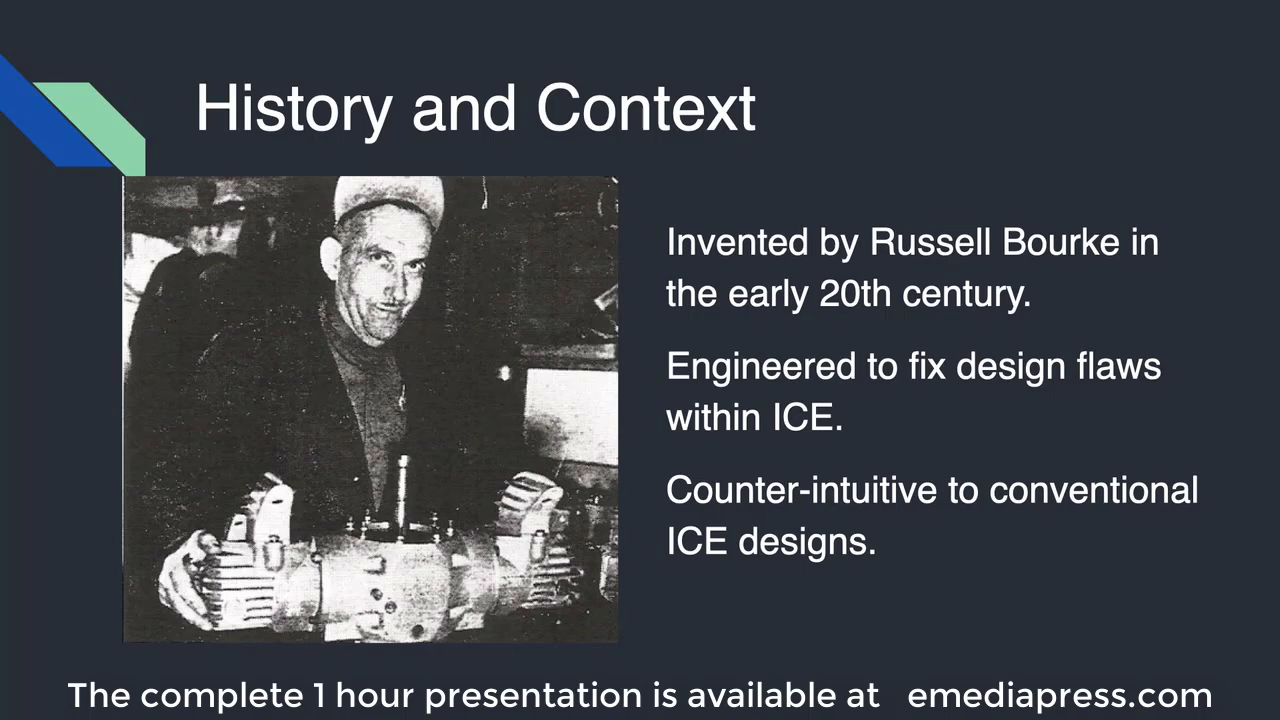 History and Context
Invented by Russell Bourke in
the early 20th century.
Engineered to fix design flaws
within ICE.
Counter-intuitive to conventional
ICE designs.
The complete 1 hour presentation is available at emediapress.com